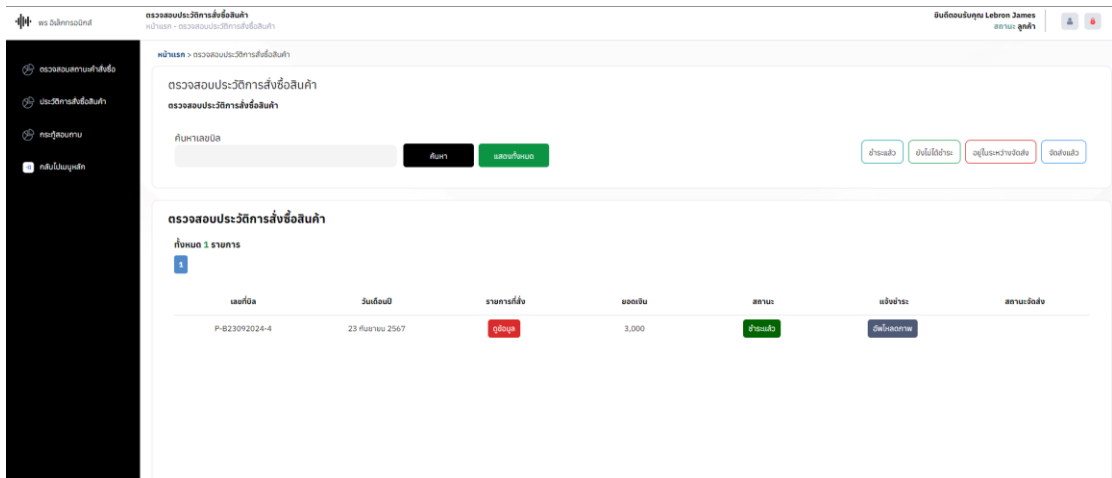 พร อิเล็กทรอนิกส์
ตรวจสอบประวัติการสั่งซื้อสินค้า
หน้าแรก - ตรวจสอบประวัติการสั่งซื้อสินค้า
ยินดีตอนรับคุณ Lebron James
สถานะ ลูกค้า
ตรวจสอบสถานะคำสั่งซื้อ
ประวัติการสั่งซื้อสินค้า
กระทู้สอบถาม
กลับไปเมนูหลัก
หน้าแรก > ตรวจสอบประวัติการสั่งซื้อสินค้า
ตรวจสอบประวัติการสั่งซื้อสินค้า
ตรวจสอบประวัติการสั่งซื้อสินค้า
ค้นหาเลขบิล
ค้นหา แสดงทั้งหมด ชำระแล้ว ยังไม่ได้ชำระ อยู่ในระหว่างจัดส่ง จัดส่งแล้ว
ตรวจสอบประวัติการสั่งซื้อสินค้า
ทั้งหมด 1 รายการ
1
เลขที่บิล วันเดือนปี รายการที่สั่ง ยอดเงิน สถานะ แจ้งชำระ สถานะจัดส่ง
P-B23092024-4 23 กันยายน 2567 ดูข้อมูล 3,000 ชำระแล้ว อัพโหลดภาพ